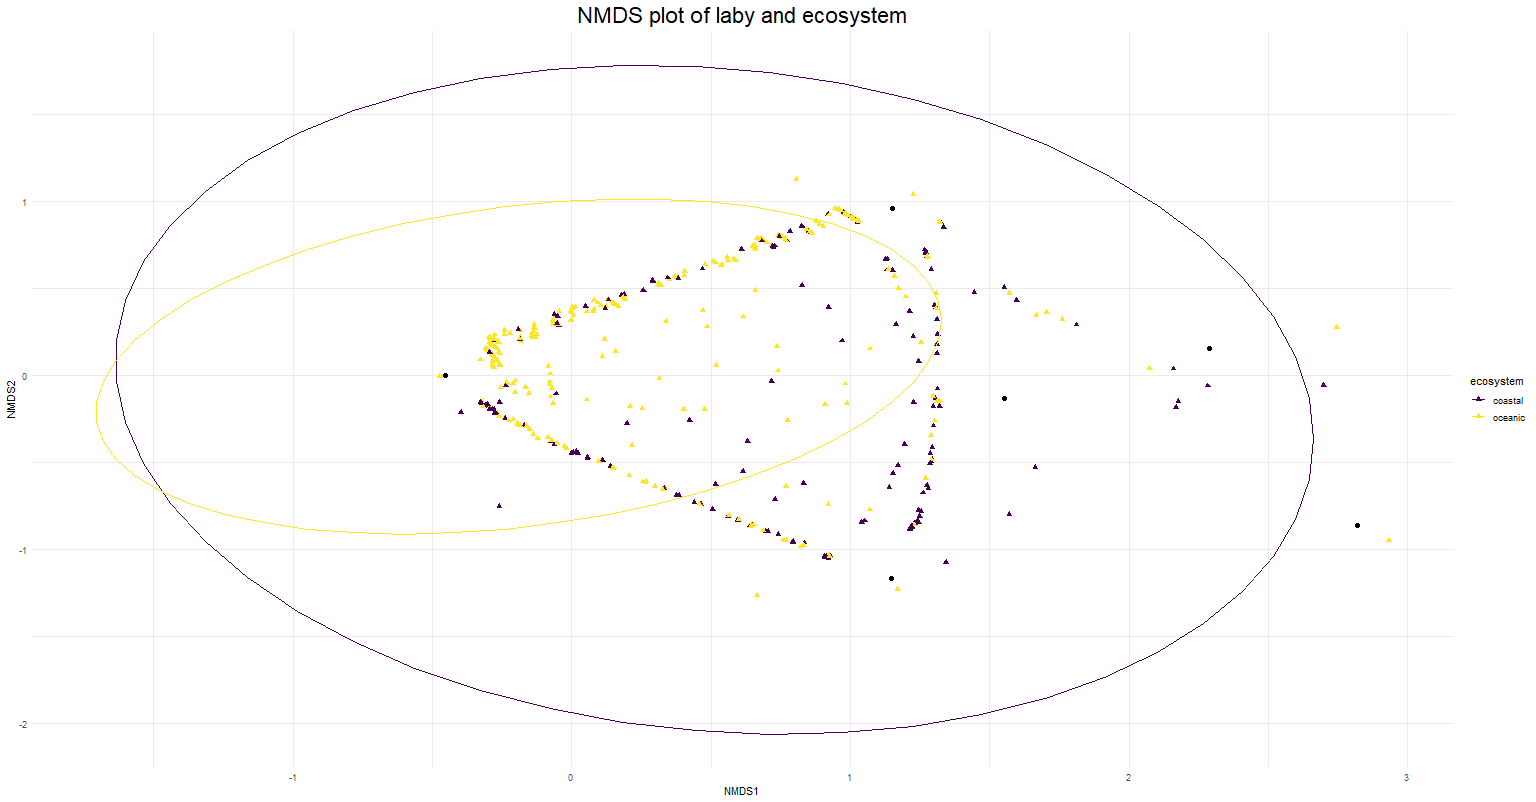 NMDS plot of laby and ecosystem
NMDS2
1
0
-1
-2
-1
0
1
2
3
NMDS1
ecosystem
coastal
oceanic